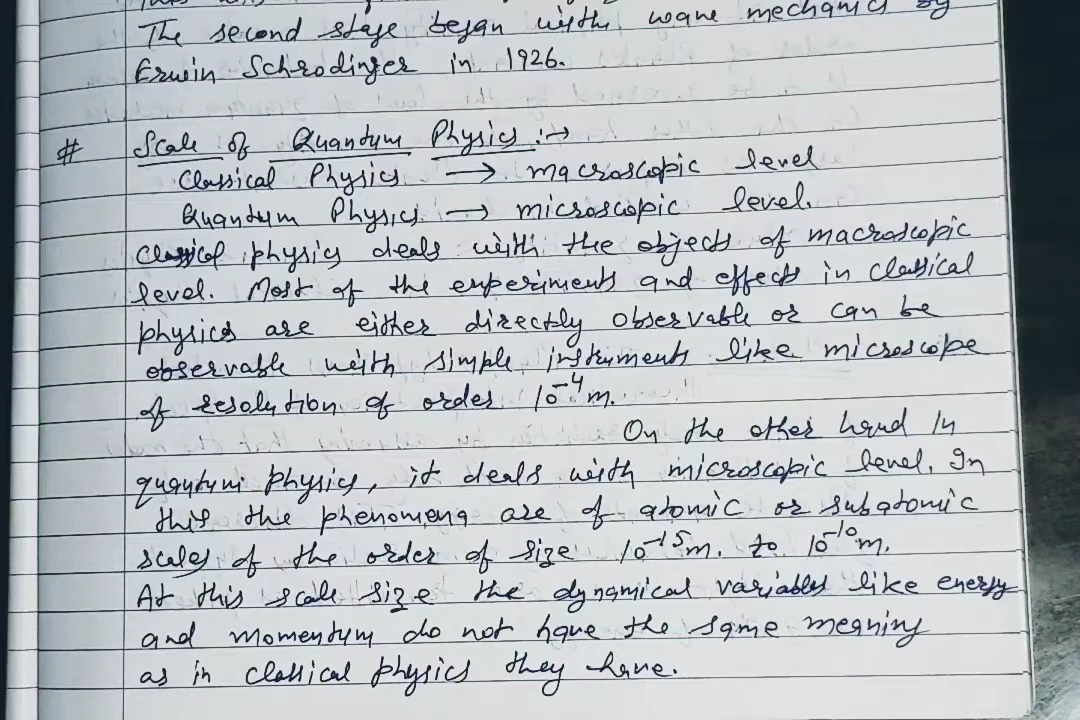 The second stage began with wave mechanics by
Erwin Schrodinger in 1926.
# Scale of Quantum Physics :→
Classical Physics → macroscopic level
Quantum Physics → microscopic level.
Classical physics deals with the objects of macroscopic
level. Most of the experiments and effects in classical
physics are either directly observable or can be
observable with simple instruments like microscope
of resolution of order 10⁻⁴m.
On the other hand in
quantum physics, it deals with microscopic level. In
this the phenomena are of atomic or subatomic
scales of the order of size 10⁻¹⁵m. to 10⁻¹⁰m.
At this scale size the dynamical variables like energy
and momentum do not have the same meaning
as in classical physics they have.